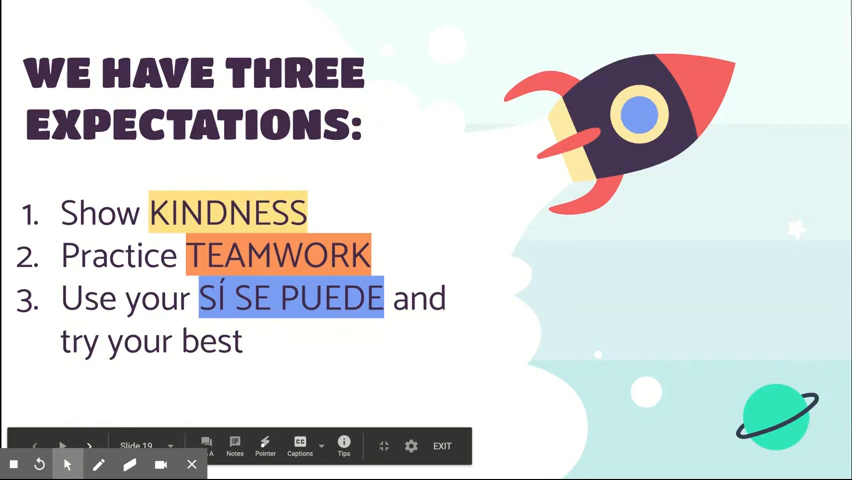 WE HAVE THREE
EXPECTATIONS:
1. Show KINDNESS
2. Practice TEAMWORK
3. Use your SÍ SE PUEDE and
try your best
Slide 19
Notes
Pointer
Captions
Tips
EXIT